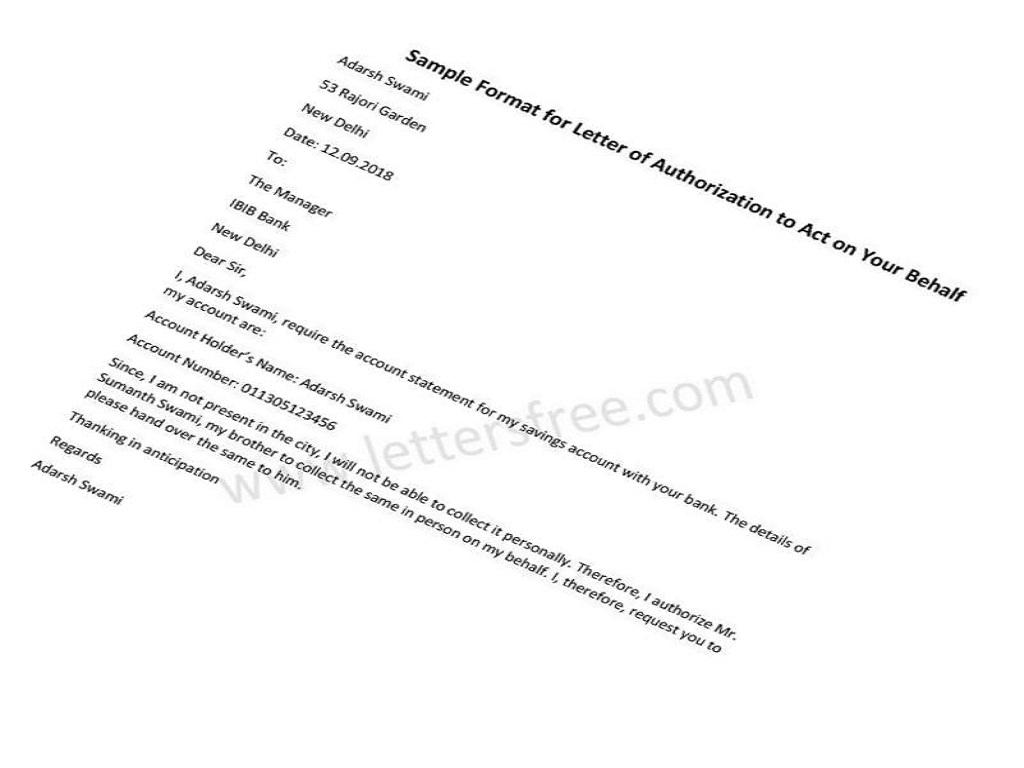 Sample Format for Letter of Authorization to Act on Your Behalf
Adarsh Swami
53 Rajori Garden
New Delhi
Date: 12.09.2018
To:
The Manager
IBIB Bank
New Delhi
Dear Sir,
I, Adarsh Swami, require the account statement for my savings account with your bank. The details of
my account are:
Account Holder's Name: Adarsh Swami
Account Number: 011305123456
Since, I am not present in the city, I will not be able to collect it personally. Therefore, I authorize Mr.
Sumanth Swami, my brother to collect the same in person on my behalf. I, therefore, request you to
please hand over the same to him.
Thanking in anticipation
Regards
Adarsh Swami
www.lettersfree.com